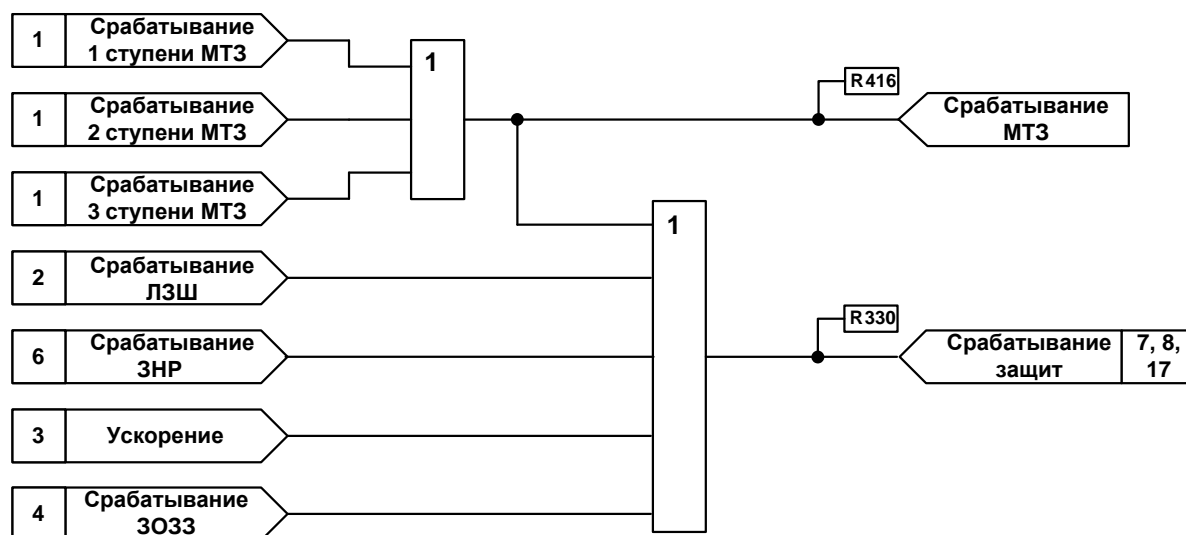 1
Срабатывание
1 ступени МТЗ
1
Срабатывание
2 ступени МТЗ
1
Срабатывание
3 ступени МТЗ
2
Срабатывание
ЛЗШ
6
Срабатывание
ЗНР
3
Ускорение
4
Срабатывание
ЗОЗЗ
1
1
R416
Срабатывание
МТЗ
R330
Срабатывание
защит
7, 8,
17